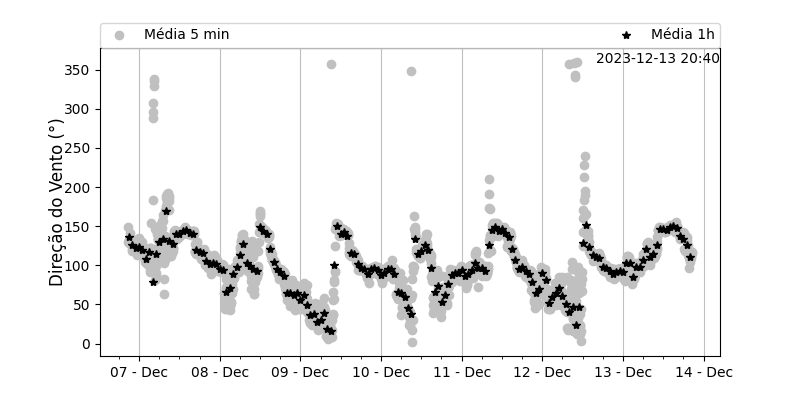 Média 5 min
Média 1h
2023-12-13 20:40
Direção do Vento (°)
350
300
250
200
150
100
50
0
07 - Dec
08 - Dec
09 - Dec
10 - Dec
11 - Dec
12 - Dec
13 - Dec
14 - Dec